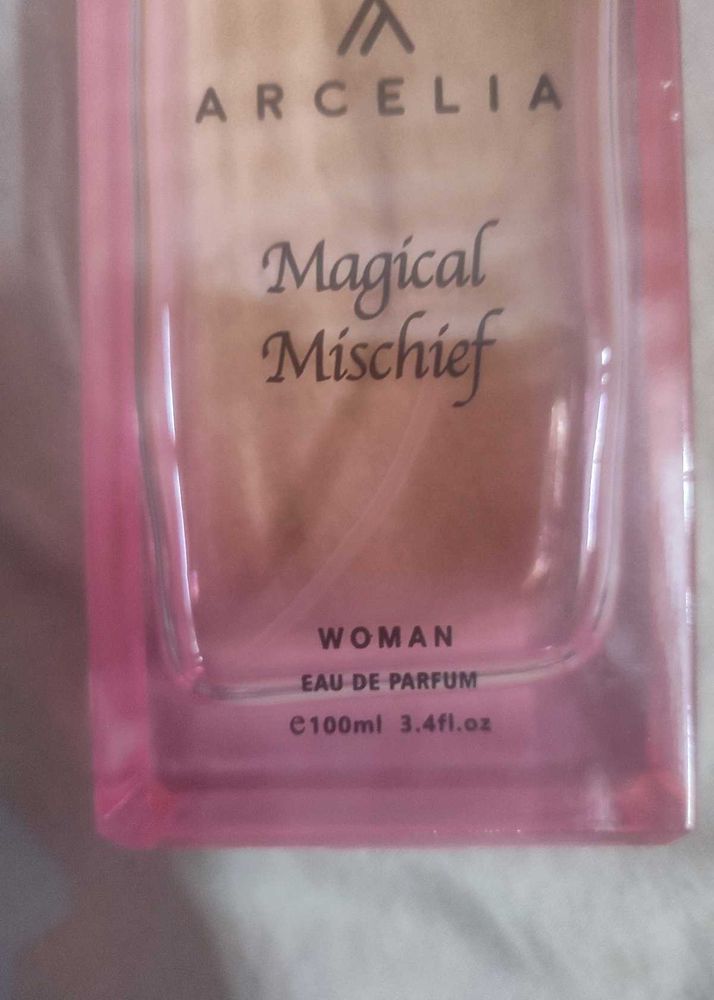 ARCELIA
Magical
Mischief
WOMAN
EAU DE PARFUM
℮100ml 3.4fl.oz